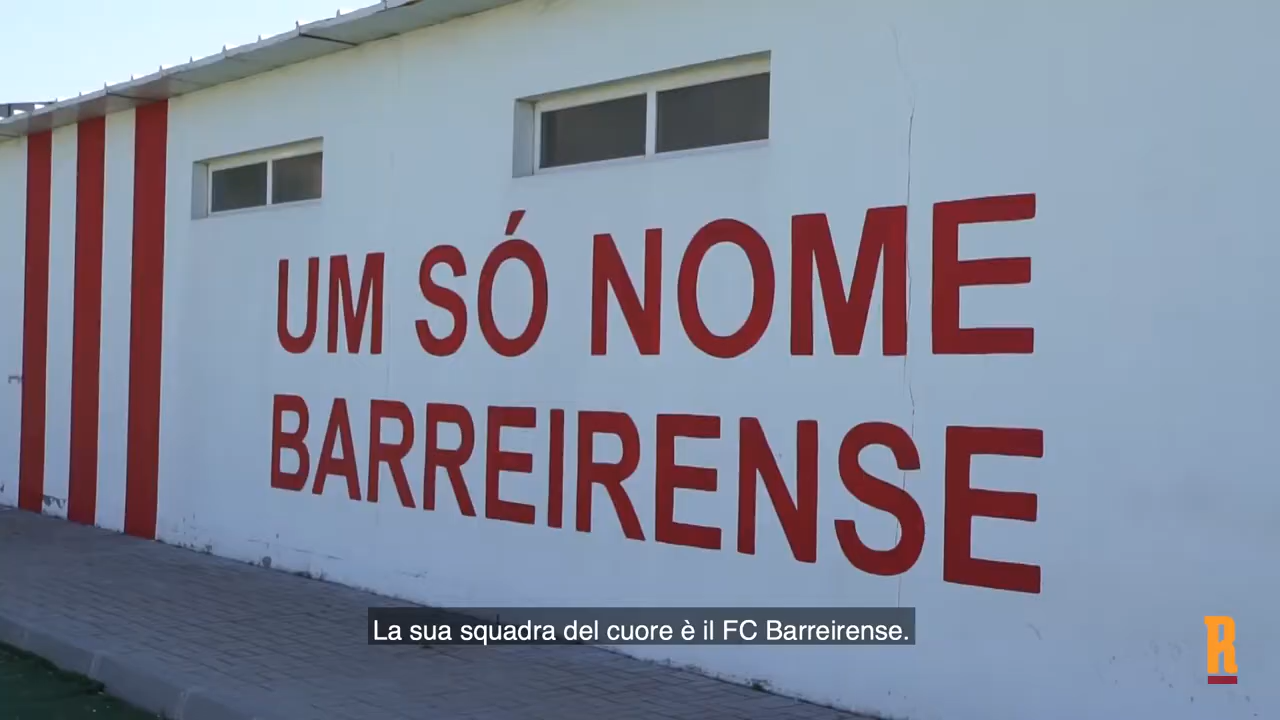 UM SÓ NOME
BARREIRENSE
La sua squadra del cuore è il FC Barreirense.
R